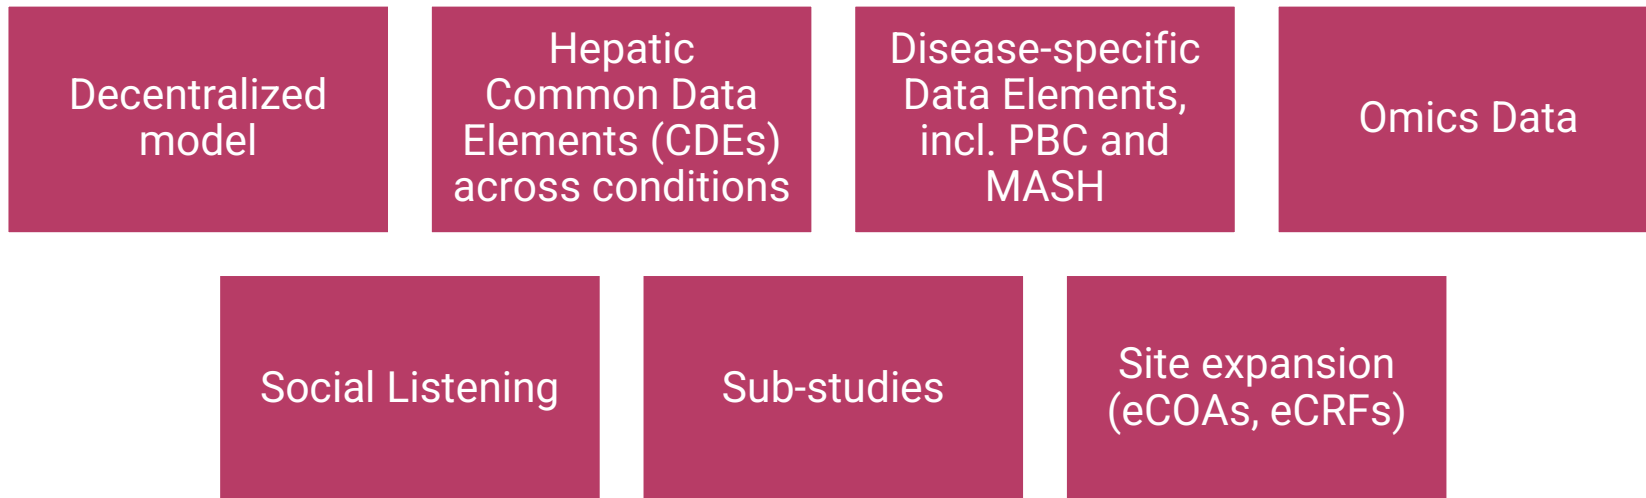 Decentralized
model
Hepatic
Common Data
Elements (CDEs)
across conditions
Disease-specific
Data Elements,
incl. PBC and
MASH
Omics Data
Social Listening
Sub-studies
Site expansion
(eCOAs, eCRFs)